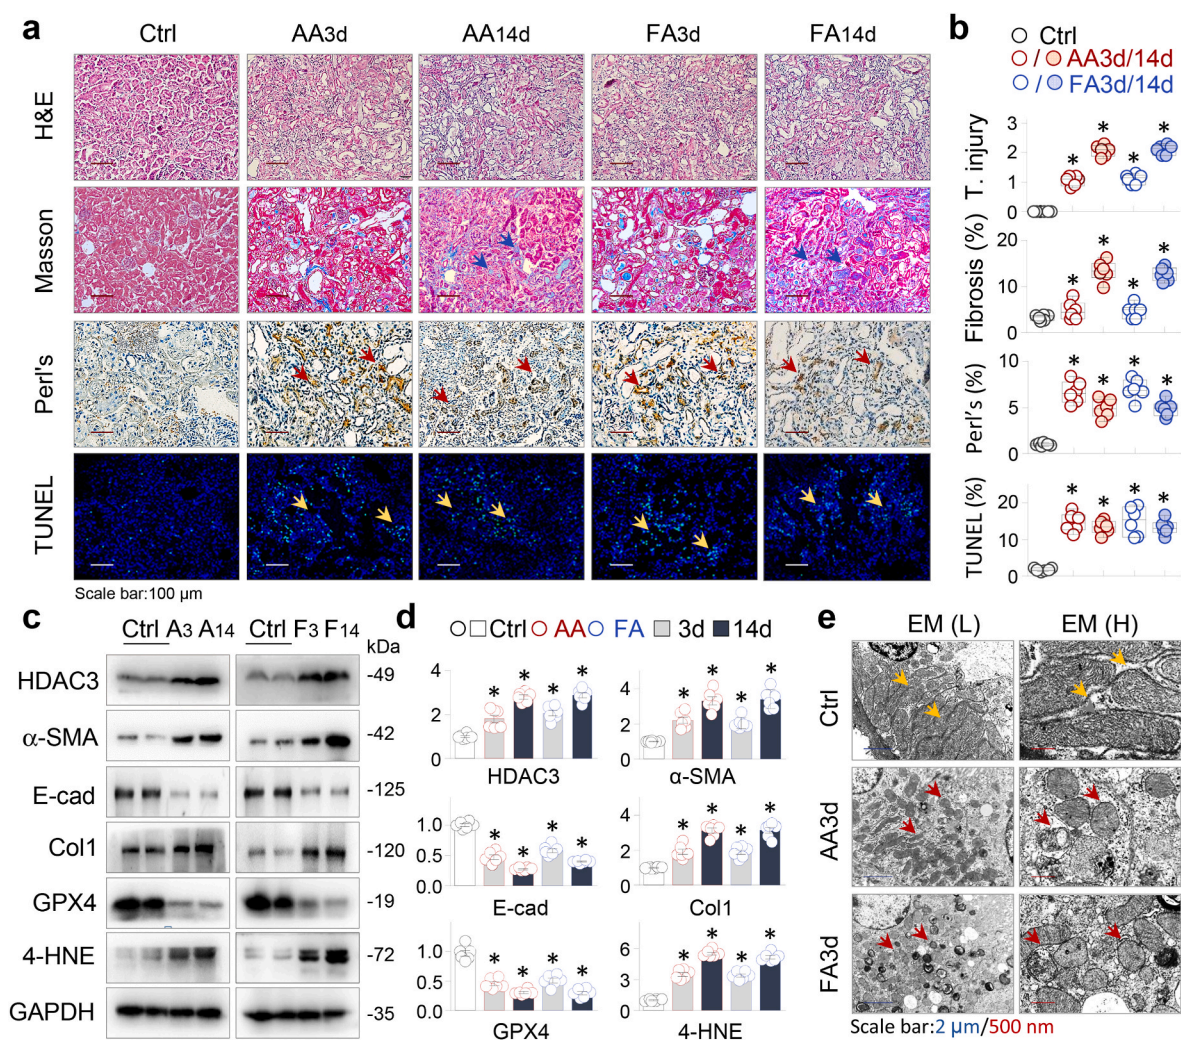 a
Ctrl AA3d AA14d FA3d FA14d
H&E
Masson
Perl's
TUNEL
Scale bar:100 μm
b
Ctrl
/ AA3d/14d
/ FA3d/14d
T. injury
3
2
1
0
* * * *
Fibrosis (%)
20
10
0
* * * *
Perl's (%)
10
5
0
* * * *
TUNEL (%)
20
10
0
* * * *
c
Ctrl A3 A14 Ctrl F3 F14 kDa
HDAC3 -49
α-SMA -42
E-cad -125
Col1 -120
GPX4 -19
4-HNE -72
GAPDH -35
d
Ctrl AA FA 3d 14d
4
2
0
* * * *
HDAC3
4
2
0
* * * *
α-SMA
1.0
0.5
0.0
* * * *
E-cad
4
2
0
* * * *
Col1
1.0
0.5
0.0
* * * *
GPX4
6
3
0
* * * *
4-HNE
e
EM (L) EM (H)
Ctrl
AA3d
FA3d
Scale bar:2 μm/500 nm